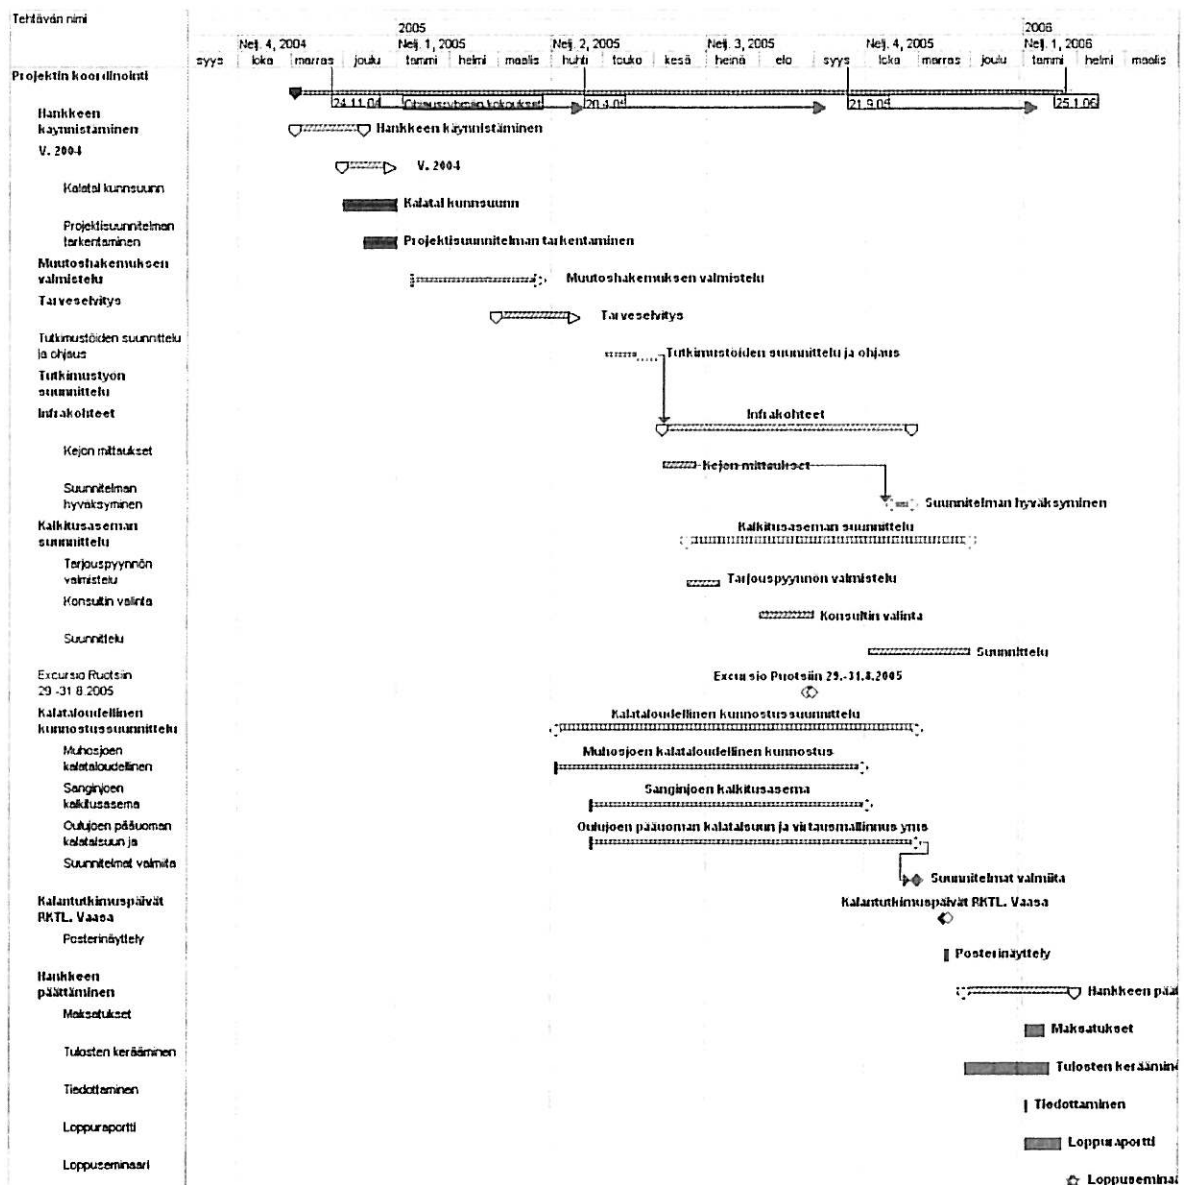 Tehtävän nimi
2005 2006
Nelj. 4, 2004 Nelj. 1, 2005 Nelj. 2, 2005 Nelj. 3, 2005 Nelj. 4, 2005 Nelj. 1, 2006
syys loka marras joulu tammi helmi maalis huhti touko kesä heinä elo syys loka marras joulu tammi helmi maalis
Projektin koordinointi
24.11.04 Ohjausryhmän kokoukset 20.4.05 21.9.05 25.1.06
Hankkeen
käynnistäminen Hankkeen käynnistäminen
V. 2004 V. 2004
Kalatal kunnsuunn Kalatal kunnsuunn
Projektisuunnitelman
tarkentaminen Projektisuunnitelman tarkentaminen
Muutoshakemuksen
valmistelu Muutoshakemuksen valmistelu
Tarveselvitys Tarveselvitys
Tutkimustöiden suunnittelu
ja ohjaus Tutkimustöiden suunnittelu ja ohjaus
Tutkimustyön
suunnittelu
Infrakohteet Infrakohteet
Kejon mittaukset Kejon mittaukset
Suunnitelman
hyväksyminen Suunnitelman hyväksyminen
Kalkitusaseman
suunnittelu Kalkitusaseman suunnittelu
Tarjouspyynnön
valmistelu Tarjouspyynnön valmistelu
Konsultin valinta Konsultin valinta
Suunnittelu Suunnittelu
Excursio Ruotsiin
29.-31.8.2005 Excursio Ruotsiin 29.-31.8.2005
Kalataloudellinen
kunnostussuunnittelu Kalataloudellinen kunnostussuunnittelu
Muhosjoen
kalataloudellinen Muhosjoen kalataloudellinen kunnostus
Sanginjoen
kalkitusasema Sanginjoen kalkitusasema
Oulujoen pääuoman
kalatalsuun ja Oulujoen pääuoman kalatalsuun ja virtausmallinnus yms
Suunnitelmat valmiita Suunnitelmat valmiita
Kalantutkimuspäivät
RKTL. Vaasa Kalantutkimuspäivät RKTL. Vaasa
Posterinäyttely Posterinäyttely
Hankkeen
päättäminen Hankkeen päät
Maksatukset Maksatukset
Tulosten kerääminen Tulosten keräämine
Tiedottaminen Tiedottaminen
Loppuraportti Loppuraportti
Loppuseminaari Loppuseminaa